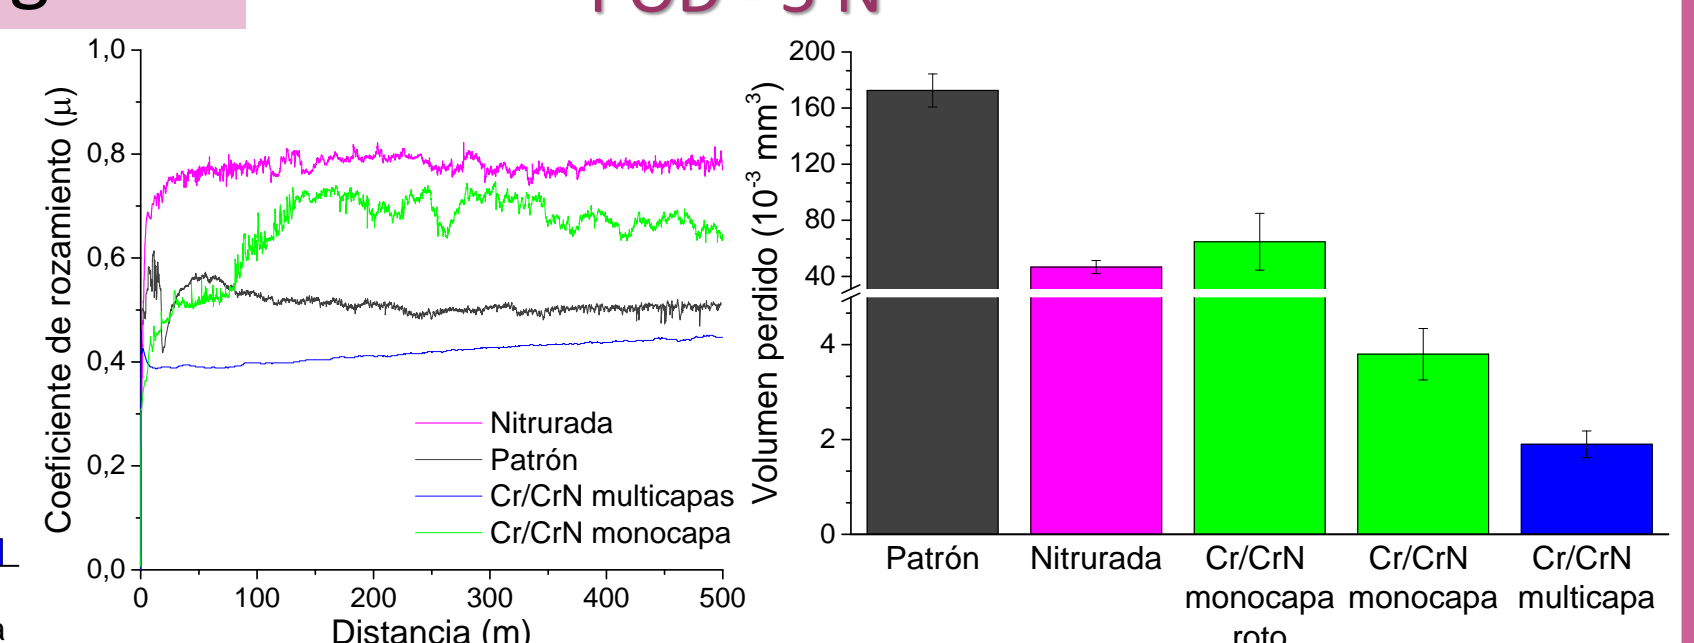 POD - 5 N
1,0
0,8
0,6
0,4
0,2
0,0
Coeficiente de rozamiento (μ)
Nitrurada
Patrón
Cr/CrN multicapas
Cr/CrN monocapa
0 100 200 300 400 500
Distancia (m)
200
160
120
80
40
4
2
0
Volumen perdido (10⁻³ mm³)
Patrón Nitrurada Cr/CrN Cr/CrN Cr/CrN
monocapa monocapa multicapa
roto